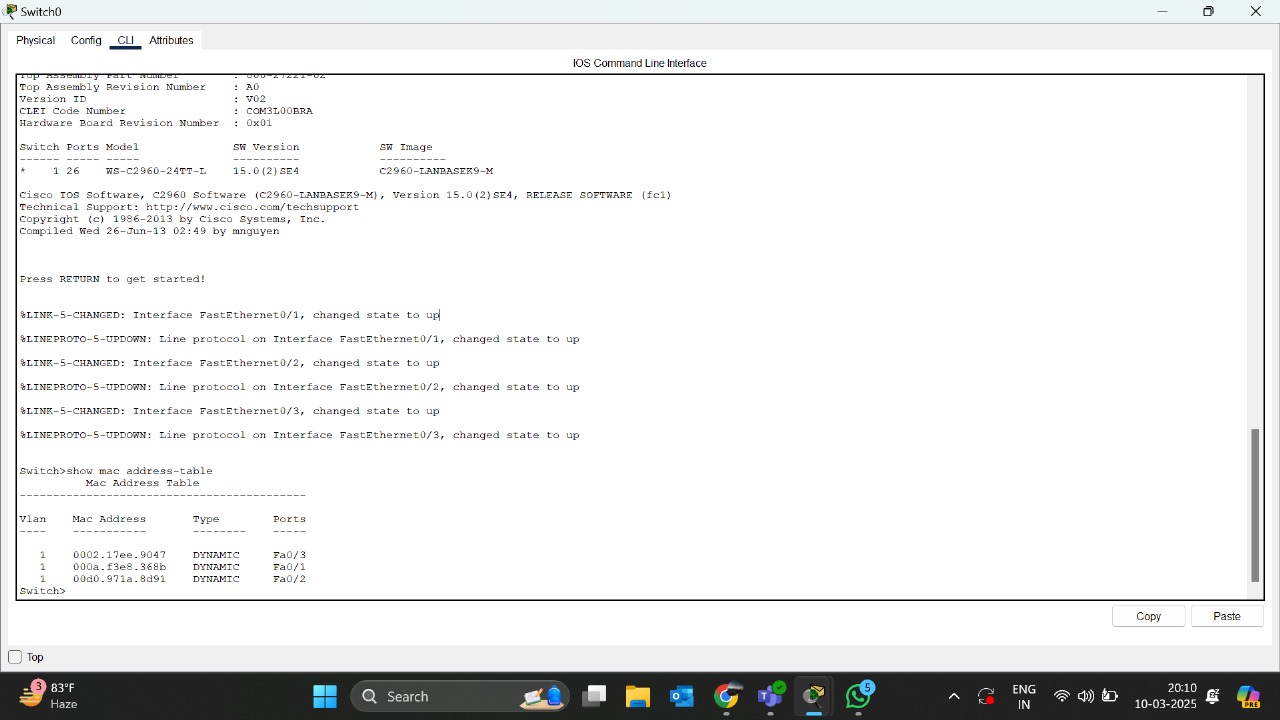 Switch0
Physical Config CLI Attributes
IOS Command Line Interface
Top Assembly Part Number : 800-27221-02
Top Assembly Revision Number : A0
Version ID : V02
CLEI Code Number : COM3L00BRA
Hardware Board Revision Number : 0x01
Switch Ports Model SW Version SW Image
------ ----- ----- ---------- ----------
* 1 26 WS-C2960-24TT-L 15.0(2)SE4 C2960-LANBASEK9-M
Cisco IOS Software, C2960 Software (C2960-LANBASEK9-M), Version 15.0(2)SE4, RELEASE SOFTWARE (fc1)
Technical Support: http://www.cisco.com/techsupport
Copyright (c) 1986-2013 by Cisco Systems, Inc.
Compiled Wed 26-Jun-13 02:49 by mnguyen
Press RETURN to get started!
%LINK-5-CHANGED: Interface FastEthernet0/1, changed state to up
%LINEPROTO-5-UPDOWN: Line protocol on Interface FastEthernet0/1, changed state to up
%LINK-5-CHANGED: Interface FastEthernet0/2, changed state to up
%LINEPROTO-5-UPDOWN: Line protocol on Interface FastEthernet0/2, changed state to up
%LINK-5-CHANGED: Interface FastEthernet0/3, changed state to up
%LINEPROTO-5-UPDOWN: Line protocol on Interface FastEthernet0/3, changed state to up
Switch>show mac address-table
Mac Address Table
-------------------------------------------
Vlan Mac Address Type Ports
---- ----------- -------- -----
1 0002.17ee.9047 DYNAMIC Fa0/3
1 000a.f3e8.368b DYNAMIC Fa0/1
1 00d0.971a.8d91 DYNAMIC Fa0/2
Switch>
Copy Paste
Top
3 83°F
Haze
Search
5
ENG
IN
20:10
10-03-2025
PRE